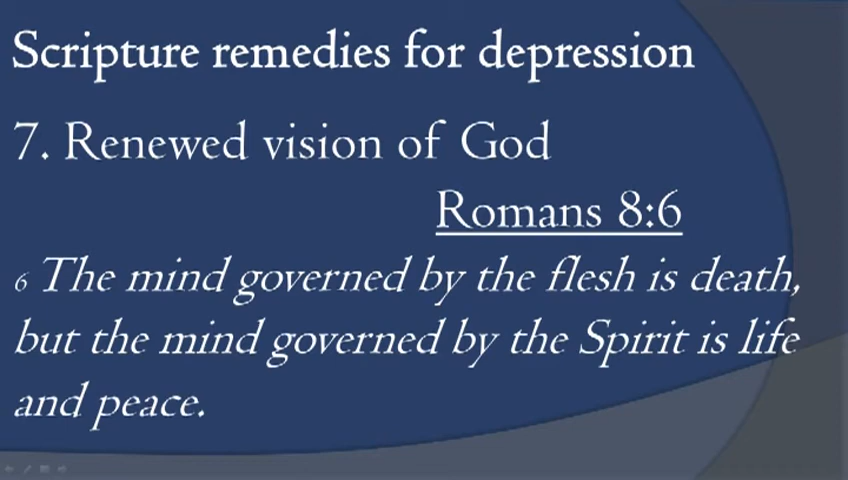 Scripture remedies for depression
7. Renewed vision of God
Romans 8:6
6 The mind governed by the flesh is death,
but the mind governed by the Spirit is life
and peace.